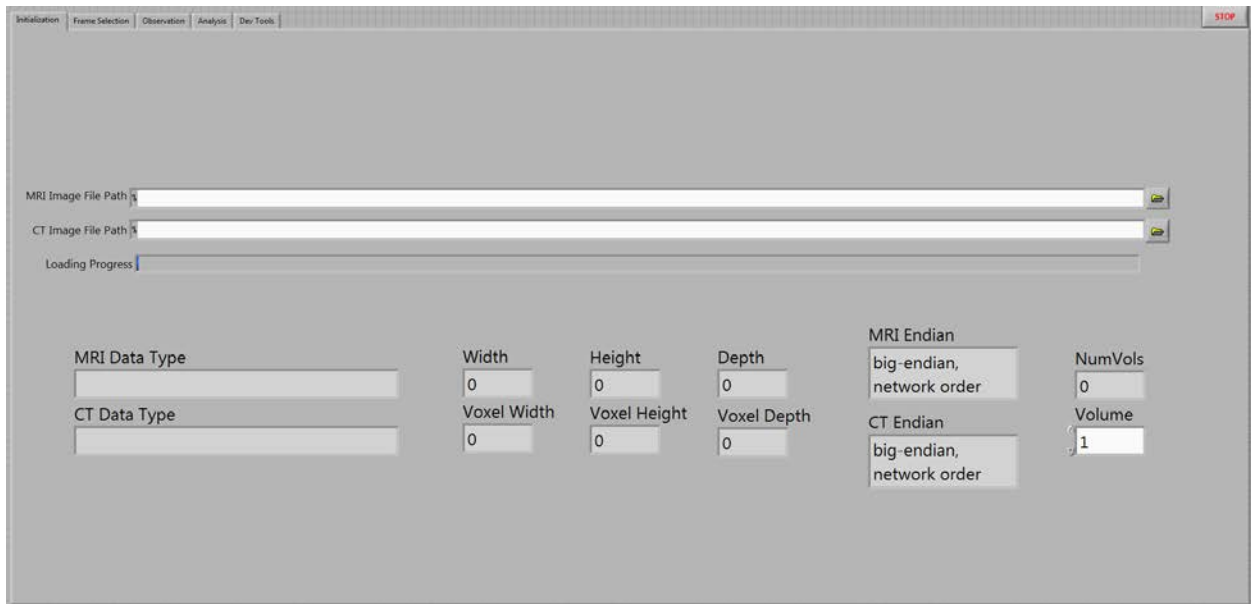 Initialization Frame Selection Observation Analysis Dev Tools STOP
MRI Image File Path
CT Image File Path
Loading Progress
MRI Data Type
CT Data Type
Width Height Depth
0 0 0
Voxel Width Voxel Height Voxel Depth
0 0 0
MRI Endian
big-endian,
network order
CT Endian
big-endian,
network order
NumVols
0
Volume
1